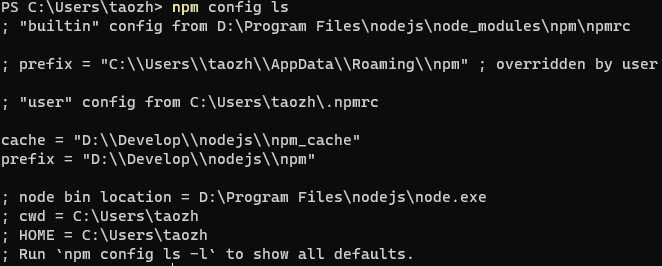 PS C:\Users\taozh> npm config ls
; "builtin" config from D:\Program Files\nodejs\node_modules\npm\npmrc
; prefix = "C:\\Users\\taozh\\AppData\\Roaming\\npm" ; overridden by user
; "user" config from C:\Users\taozh\.npmrc
cache = "D:\\Develop\\nodejs\\npm_cache"
prefix = "D:\\Develop\\nodejs\\npm"
; node bin location = D:\Program Files\nodejs\node.exe
; cwd = C:\Users\taozh
; HOME = C:\Users\taozh
; Run `npm config ls -l` to show all defaults.